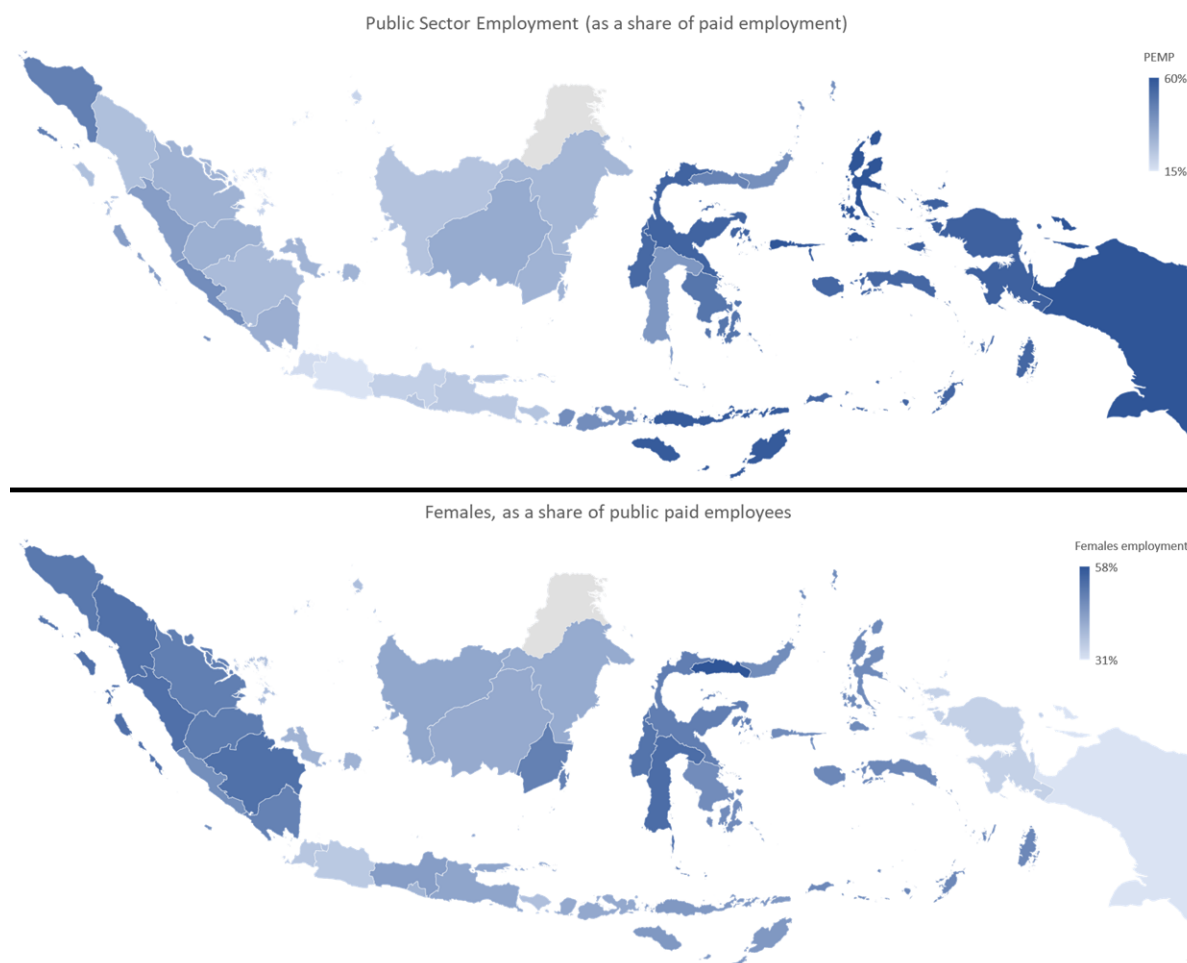 Public Sector Employment (as a share of paid employment)
PEMP
60%
15%
Females, as a share of public paid employees
Females employment
58%
31%